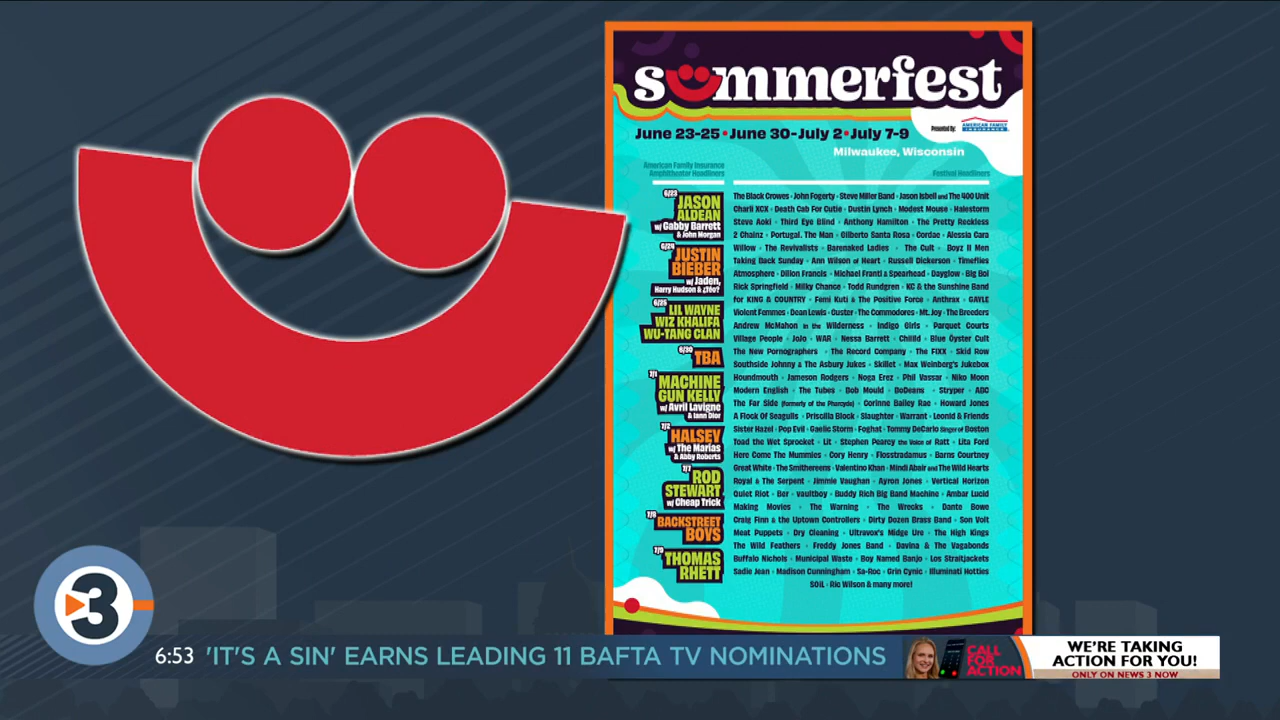 summerfest
June 23-25 • June 30-July 2 • July 7-9
Presented By: AMERICAN FAMILY INSURANCE
Milwaukee, Wisconsin
American Family Insurance
Amphitheater Headliners
6/23
JASON
ALDEAN
w/ Gabby Barrett
& John Morgan
6/24
JUSTIN
BIEBER
w/ Jaden,
Harry Hudson & ¿Téo?
6/25
LIL WAYNE
WIZ KHALIFA
WU-TANG CLAN
6/30
TBA
7/1
MACHINE
GUN KELLY
w/ Avril Lavigne
& Iann Dior
7/2
HALSEY
w/ The Marías
& Abby Roberts
7/7
ROD
STEWART
w/ Cheap Trick
7/8
BACKSTREET
BOYS
7/9
THOMAS
RHETT
Festival Headliners
The Black Crowes • John Fogerty • Steve Miller Band • Jason Isbell and The 400 Unit
Charli XCX • Death Cab For Cutie • Dustin Lynch • Modest Mouse • Halestorm
Steve Aoki • Third Eye Blind • Anthony Hamilton • The Pretty Reckless
2 Chainz • Portugal. The Man • Gilberto Santa Rosa • Cordae • Alessia Cara
Willow • The Revivalists • Barenaked Ladies • The Cult • Boyz II Men
Taking Back Sunday • Ann Wilson of Heart • Russell Dickerson • Timeflies
Atmosphere • Dillon Francis • Michael Franti & Spearhead • Dayglow • Big Boi
Rick Springfield • Milky Chance • Todd Rundgren • KC & the Sunshine Band
for KING & COUNTRY • Femi Kuti & The Positive Force • Anthrax • GAYLE
Violent Femmes • Dean Lewis • Guster • The Commodores • Mt. Joy • The Breeders
Andrew McMahon in the Wilderness • Indigo Girls • Parquet Courts
Village People • JoJo • WAR • Nessa Barrett • Chiiild • Blue Öyster Cult
The New Pornographers • The Record Company • The FIXX • Skid Row
Southside Johnny & The Asbury Jukes • Skillet • Max Weinberg's Jukebox
Houndmouth • Jameson Rodgers • Noga Erez • Phil Vassar • Niko Moon
Modern English • The Tubes • Bob Mould • BoDeans • Stryper • ABC
The Far Side (formerly of the Pharcyde) • Corinne Bailey Rae • Howard Jones
A Flock Of Seagulls • Priscilla Block • Slaughter • Warrant • Leonid & Friends
Sister Hazel • Pop Evil • Gaelic Storm • Foghat • Tommy DeCarlo Singer of Boston
Toad the Wet Sprocket • Lit • Stephen Pearcy the Voice of Ratt • Lita Ford
Here Come The Mummies • Cory Henry • Flosstradamus • Barns Courtney
Great White • The Smithereens • Valentino Khan • Mindi Abair and The Wild Hearts
Royal & The Serpent • Jimmie Vaughan • Ayron Jones • Vertical Horizon
Quiet Riot • Ber • vaultboy • Buddy Rich Big Band Machine • Ambar Lucid
Making Movies • The Warning • The Wrecks • Dante Bowe
Craig Finn & the Uptown Controllers • Dirty Dozen Brass Band • Son Volt
Meat Puppets • Dry Cleaning • Ultravox's Midge Ure • The High Kings
The Wild Feathers • Freddy Jones Band • Davina & The Vagabonds
Buffalo Nichols • Municipal Waste • Boy Named Banjo • Los Straitjackets
Sadie Jean • Madison Cunningham • Sa-Roc • Grin Cynic • Illuminati Hotties
SOiL • Ric Wilson & many more!
3
6:53 'IT'S A SIN' EARNS LEADING 11 BAFTA TV NOMINATIONS
CALL
FOR
ACTION
WE'RE TAKING
ACTION FOR YOU!
ONLY ON NEWS 3 NOW